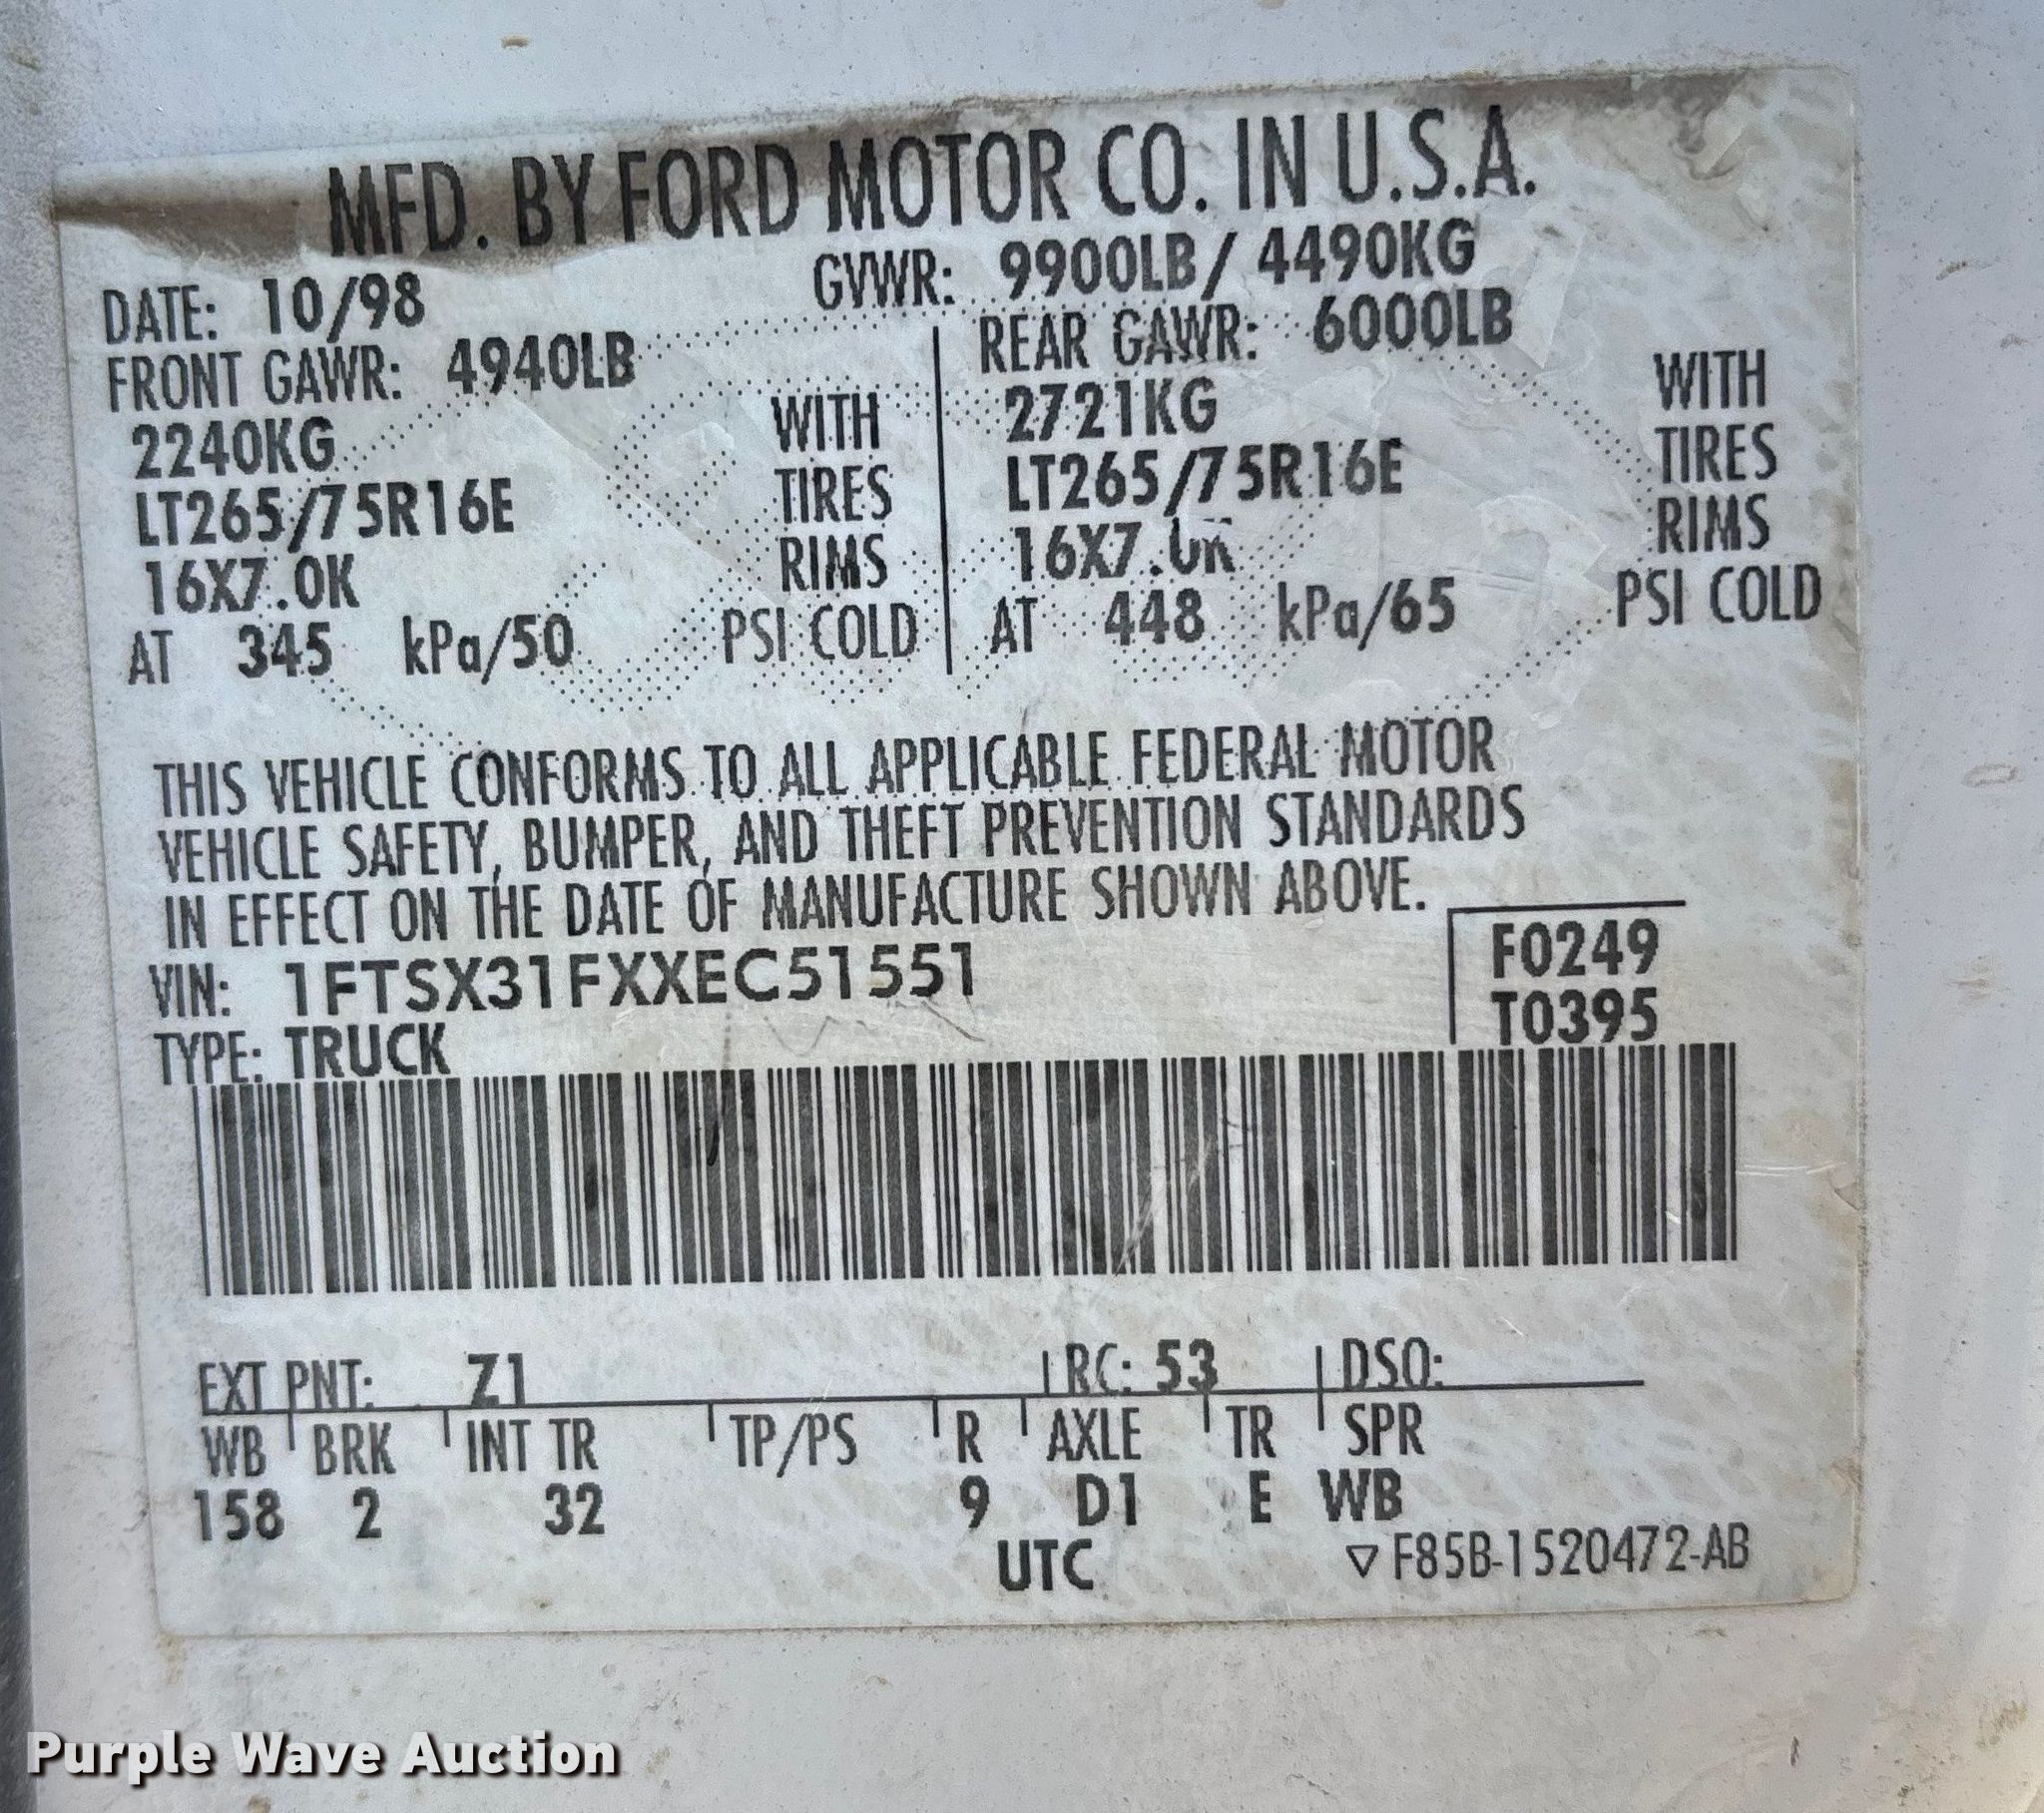 MFD. BY FORD MOTOR CO. IN U.S.A.
DATE: 10/98 GVWR: 9900LB/ 4490KG
FRONT GAWR: 4940LB REAR GAWR: 6000LB
2240KG WITH 2721KG WITH
LT265/75R16E TIRES LT265/75R16E TIRES
16X7.0K RIMS 16X7.0K RIMS
AT 345 kPa/50 PSI COLD AT 448 kPa/65 PSI COLD
THIS VEHICLE CONFORMS TO ALL APPLICABLE FEDERAL MOTOR
VEHICLE SAFETY, BUMPER, AND THEFT PREVENTION STANDARDS
IN EFFECT ON THE DATE OF MANUFACTURE SHOWN ABOVE.
VIN: 1FTSX31FXXEC51551 F0249
TYPE: TRUCK T0395
EXT PNT: Z1 RC: 53 DSO:
WB BRK INT TR TP/PS R AXLE TR SPR
158 2 32 9 D1 E WB
UTC ▽F85B-1520472-AB
Purple Wave Auction